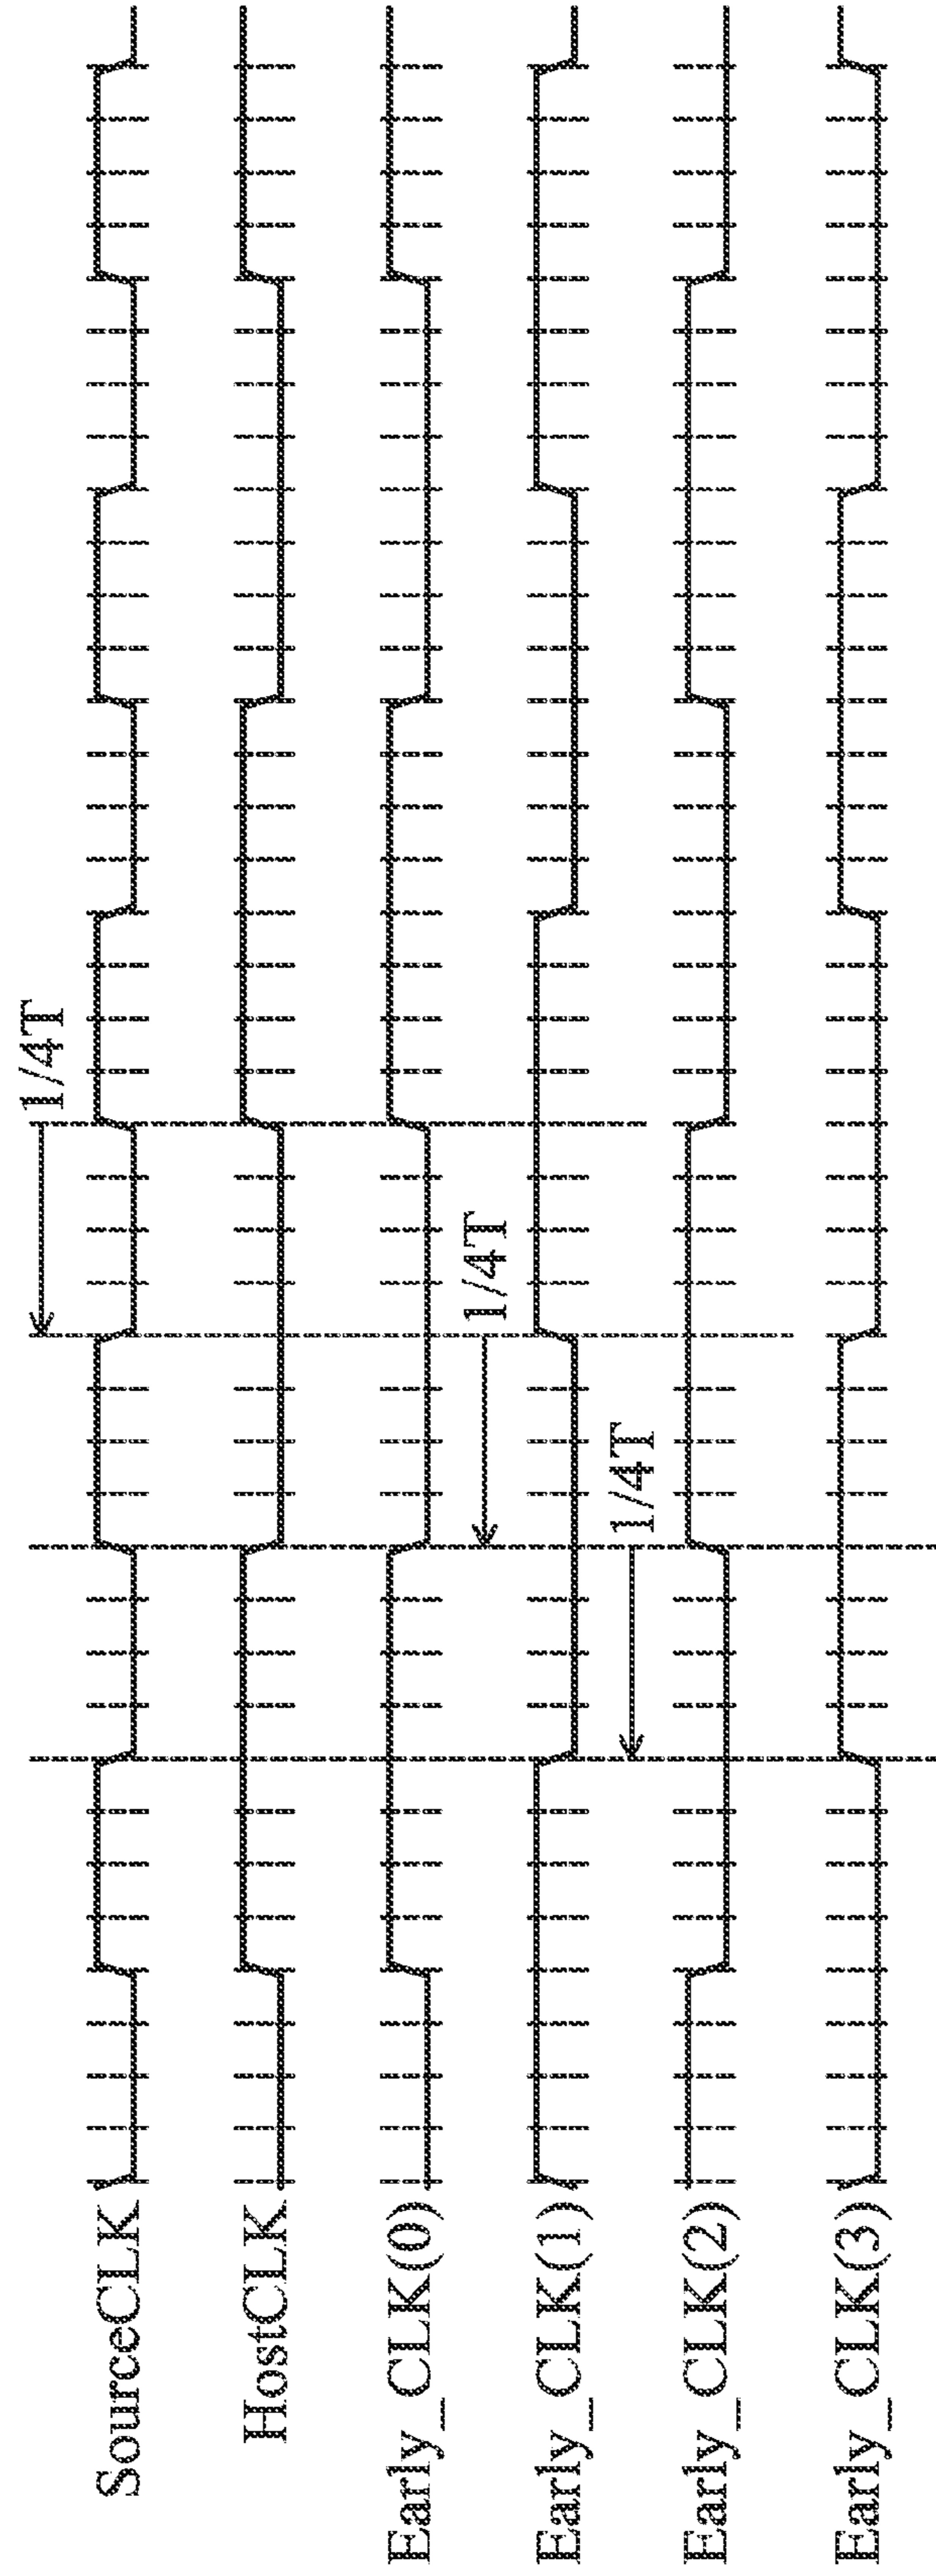 1/4T
SourceCLK
HostCLK
Early_CLK(0)
1/4T
Early_CLK(1)
1/4T
Early_CLK(2)
Early_CLK(3)